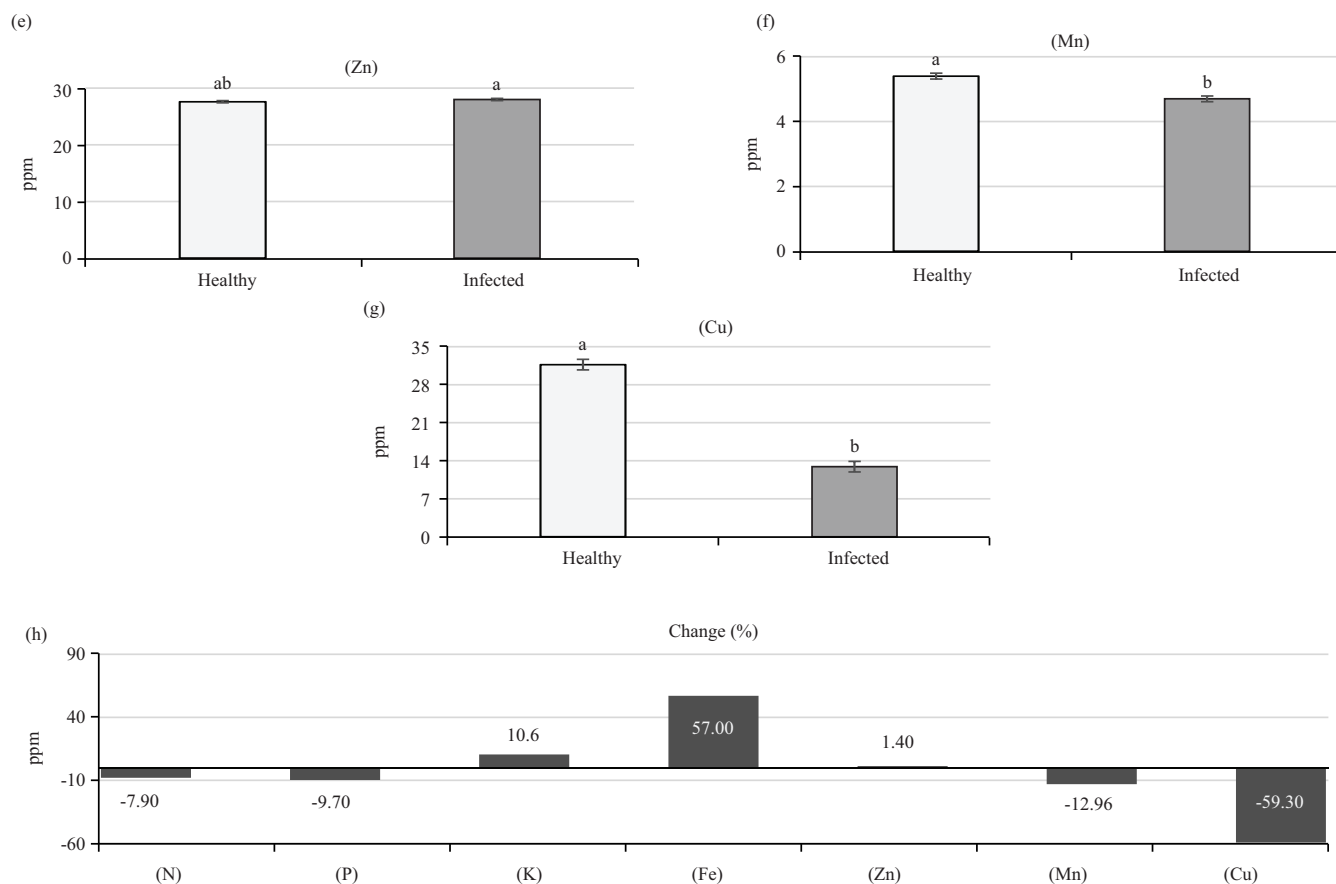 (e)
(Zn)
ab
a
30
20
10
0
ppm
Healthy
Infected
(f)
(Mn)
a
b
6
4
2
0
ppm
Healthy
Infected
(g)
(Cu)
a
b
35
28
21
14
7
0
ppm
Healthy
Infected
(h)
Change (%)
90
40
-10
-60
ppm
-7.90
-9.70
10.6
57.00
1.40
-12.96
-59.30
(N)
(P)
(K)
(Fe)
(Zn)
(Mn)
(Cu)